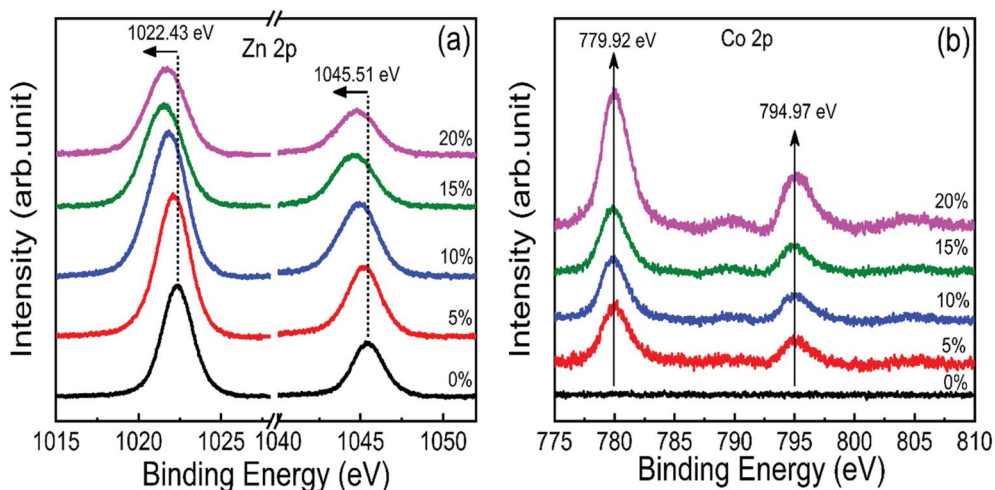 1022.43 eV
Zn 2p
(a)
1045.51 eV
20%
15%
10%
5%
0%
Intensity (arb.unit)
1015 1020 1025 1040 1045 1050
Binding Energy (eV)
779.92 eV
Co 2p
(b)
794.97 eV
20%
15%
10%
5%
0%
Intensity (arb.unit)
775 780 785 790 795 800 805 810
Binding Energy (eV)